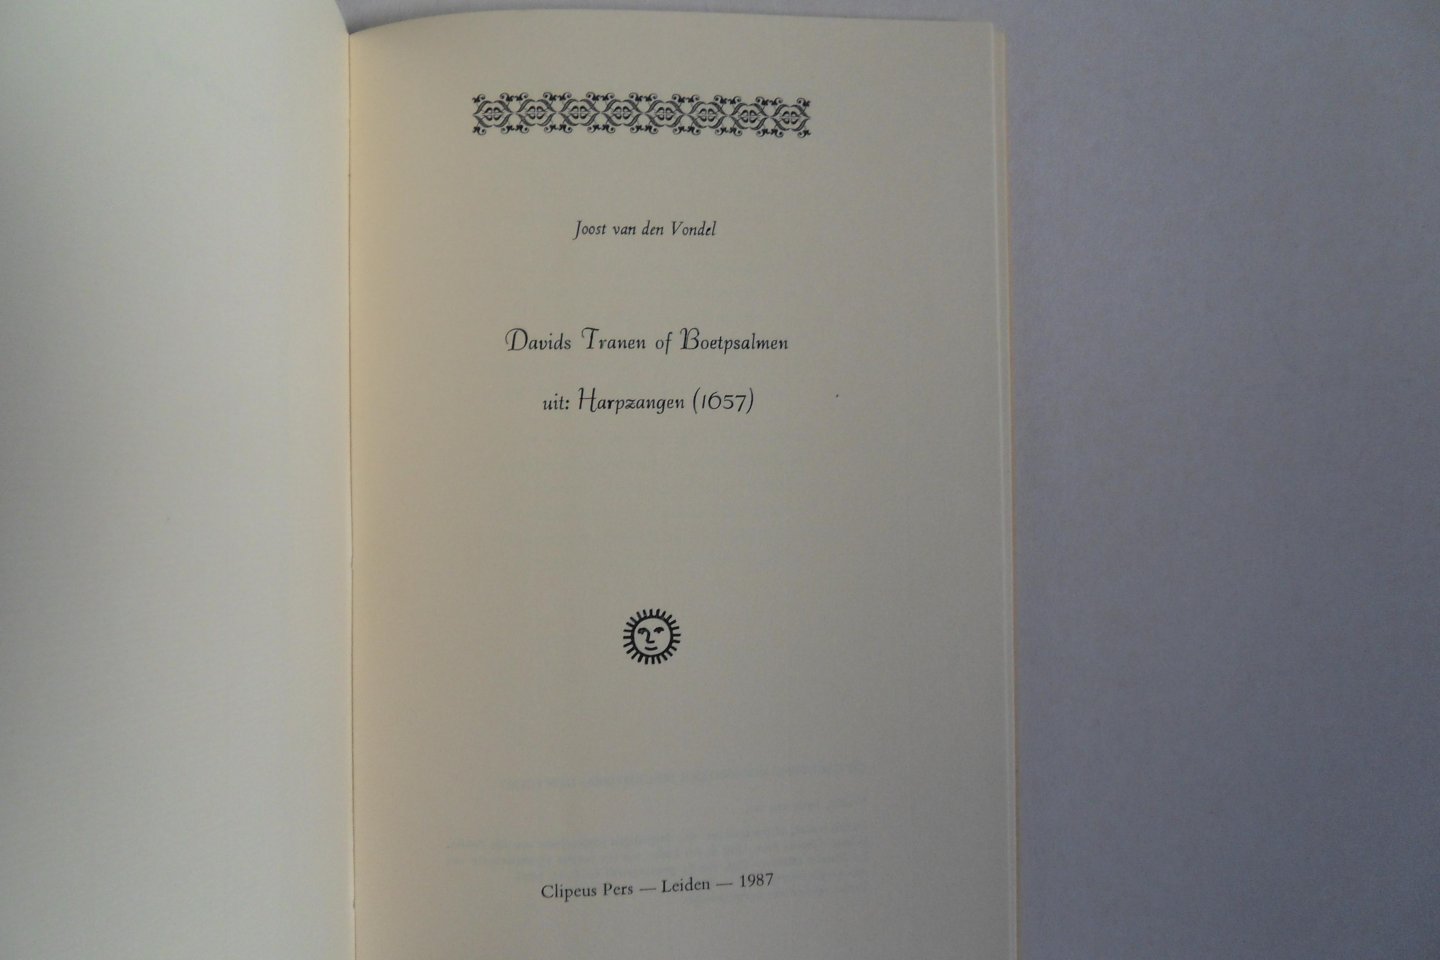 Joost van den Vondel
Davids Tranen of Boetpsalmen
uit: Harpzangen (1657)
Clipeus Pers — Leiden — 1987